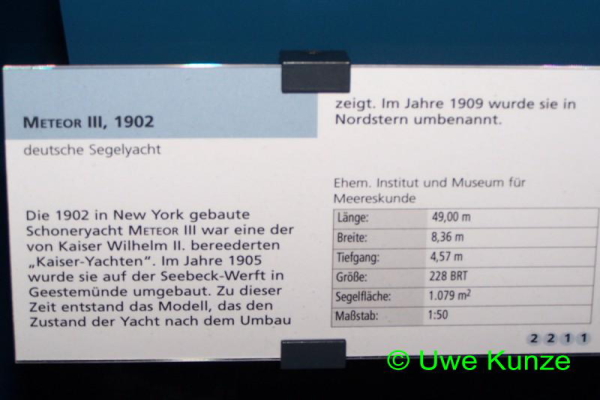 METEOR III, 1902
deutsche Segelyacht
Die 1902 in New York gebaute
Schoneryacht METEOR III war eine der
von Kaiser Wilhelm II. bereederten
„Kaiser-Yachten“. Im Jahre 1905
wurde sie auf der Seebeck-Werft in
Geestemünde umgebaut. Zu dieser
Zeit entstand das Modell, das den
Zustand der Yacht nach dem Umbau
zeigt. Im Jahre 1909 wurde sie in
Nordstern umbenannt.
Ehem. Institut und Museum für
Meereskunde
Länge: 49,00 m
Breite: 8,36 m
Tiefgang: 4,57 m
Größe: 228 BRT
Segelfläche: 1.079 m²
Maßstab: 1:50
2 2 1 1
© Uwe Kunze